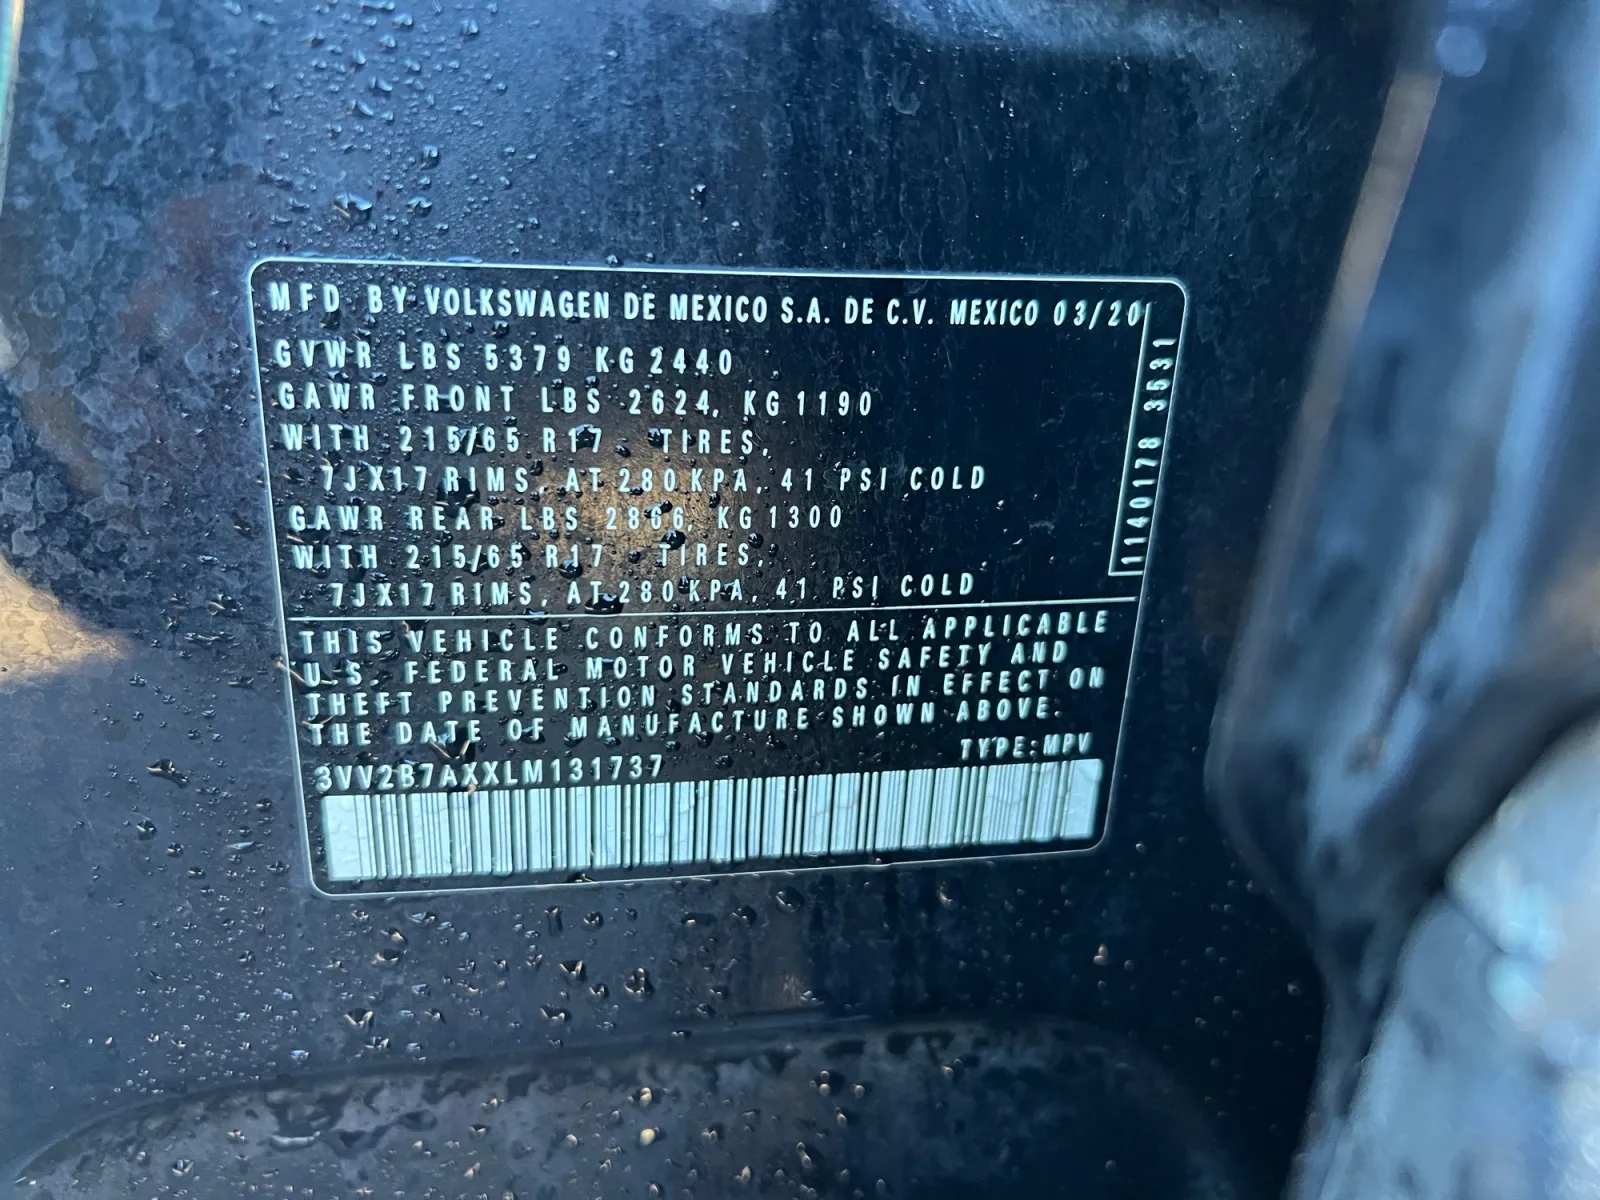 MFD BY VOLKSWAGEN DE MEXICO S.A. DE C.V. MEXICO 03/20
GVWR LBS 5379 KG 2440
GAWR FRONT LBS 2624, KG 1190
WITH 215/65 R17 TIRES,
7JX17 RIMS, AT 280 KPA, 41 PSI COLD
GAWR REAR LBS 2866, KG 1300
WITH 215/65 R17 TIRES,
7JX17 RIMS, AT 280 KPA, 41 PSI COLD
1140178 3531
THIS VEHICLE CONFORMS TO ALL APPLICABLE
U.S. FEDERAL MOTOR VEHICLE SAFETY AND
THEFT PREVENTION STANDARDS IN EFFECT ON
THE DATE OF MANUFACTURE SHOWN ABOVE.
TYPE:MPV
3VV2B7AXXLM131737